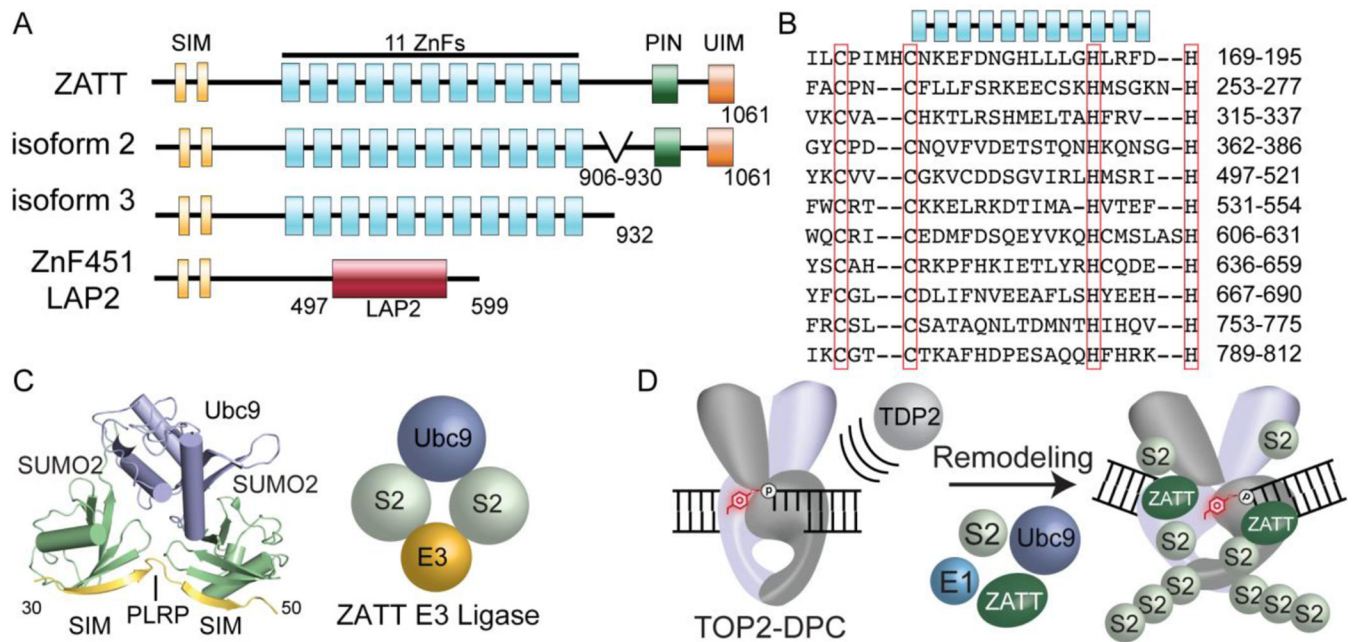 A
SIM
11 ZnFs
PIN
UIM
ZATT
1061
isoform 2
906-930
1061
isoform 3
932
ZnF451
LAP2
497
LAP2
599
B
ILCPIMHCNKEFDNGHLLLGHLRFD--H 169-195
FACPN--CFLLFSRKEECSKHMSGKN-H 253-277
VKCVA--CHKTLRSHMELTAHFRV---H 315-337
GYCPD--CNQVFVDETSTQNHKQNSG-H 362-386
YKCVV--CGKVCDDSGVIRLHMSRI--H 497-521
FWCRT--CKKELRKDTIMA-HVTEF--H 531-554
WQCRI--CEDMFDSQEYVKQHCMSLASH 606-631
YSCAH--CRKPFHKIETLYRHCQDE--H 636-659
YFCGL--CDLIFNVEEAFLSHYEEH--H 667-690
FRCSL--CSATAQNLTDMNTHIHQV--H 753-775
IKCGT--CTKAFHDPESAQQHFHRK--H 789-812
C
Ubc9
SUMO2
SUMO2
30
SIM
PLRP
SIM
50
Ubc9
S2
S2
E3
ZATT E3 Ligase
D
TDP2
p
TOP2-DPC
Remodeling
S2
Ubc9
E1
ZATT
S2
S2
ZATT
p
ZATT
S2
S2
S2
S2
S2
S2
S2
S2
S2